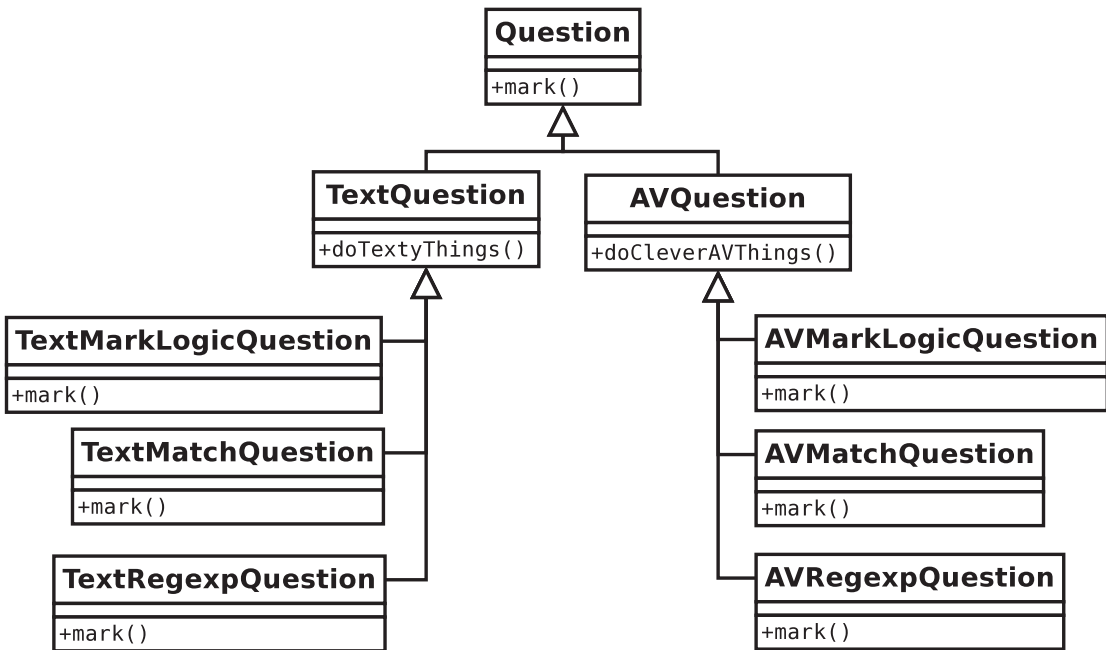 Question
+mark()
TextQuestion
+doTextyThings()
AVQuestion
+doCleverAVThings()
TextMarkLogicQuestion
+mark()
TextMatchQuestion
+mark()
TextRegexpQuestion
+mark()
AVMarkLogicQuestion
+mark()
AVMatchQuestion
+mark()
AVRegexpQuestion
+mark()